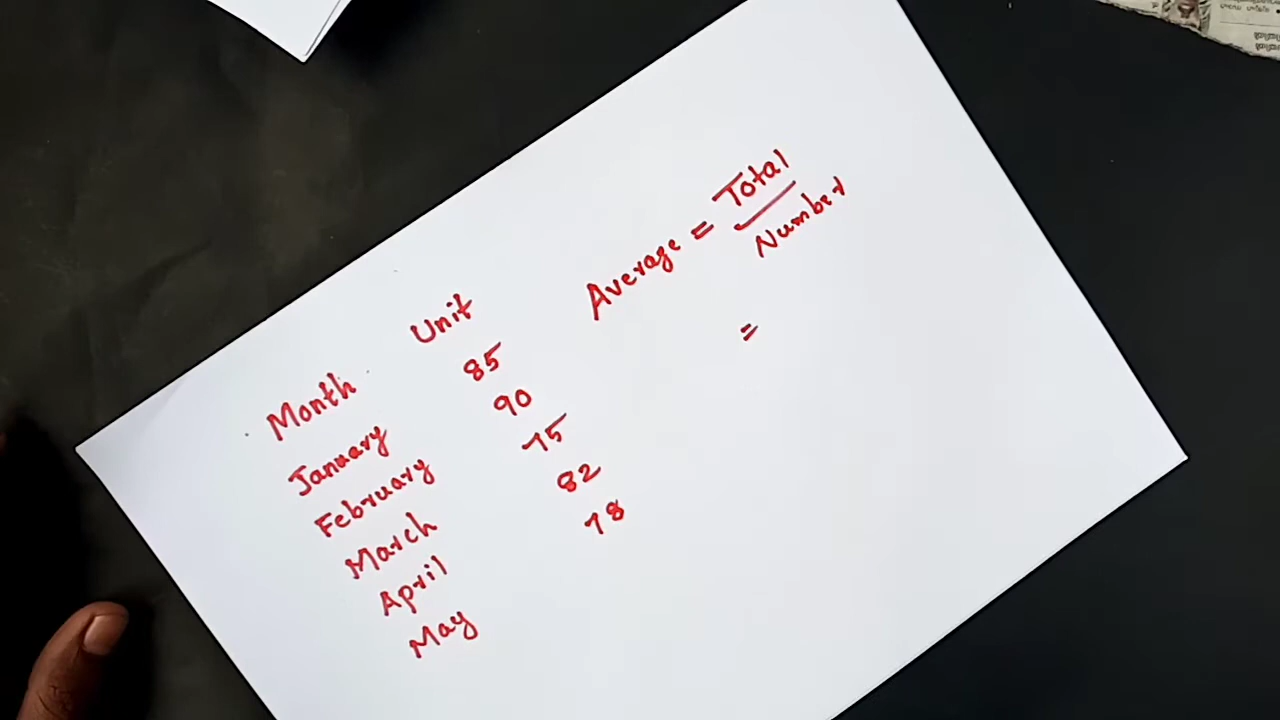 Month Unit
January 85
February 90
March 75
April 82
May 78
Average = Total
Number
=